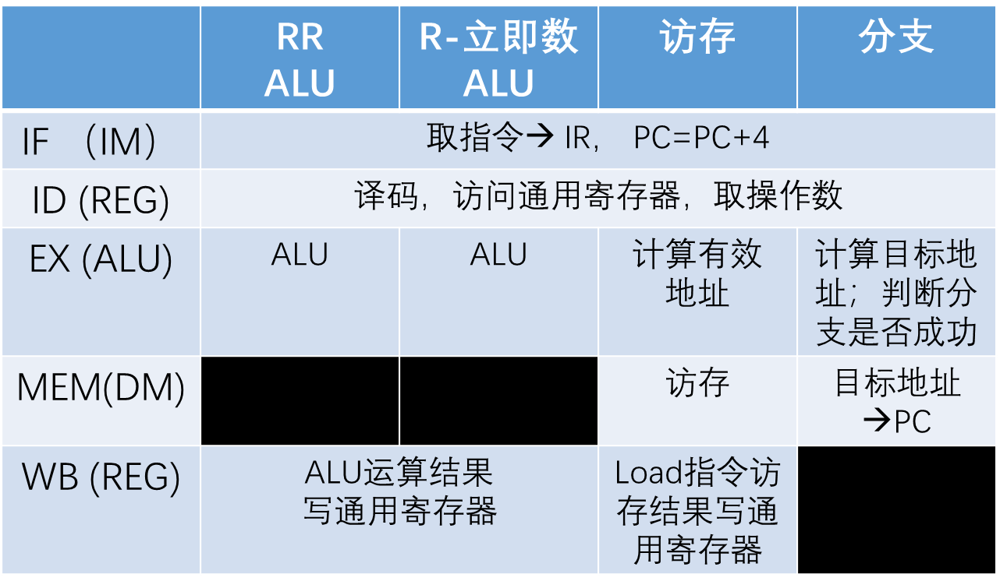 RR
ALU
R-立即数
ALU
访存
分支
IF （IM）
取指令→ IR， PC=PC+4
ID (REG)
译码，访问通用寄存器，取操作数
EX (ALU)
ALU
ALU
计算有效
地址
计算目标地
址；判断分
支是否成功
MEM(DM)
访存
目标地址
→PC
WB (REG)
ALU运算结果
写通用寄存器
Load指令访
存结果写通
用寄存器